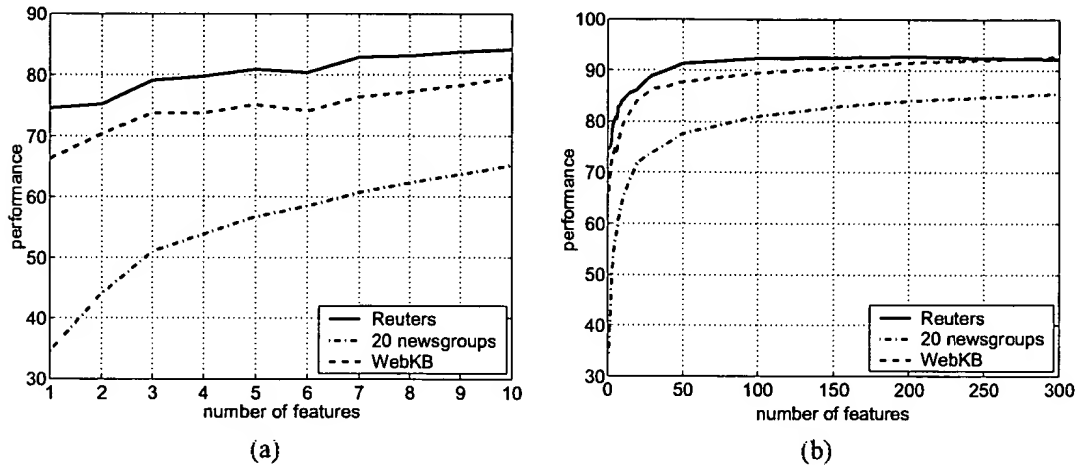 90
80
70
60
50
40
30
performance
1 2 3 4 5 6 7 8 9 10
number of features
Reuters
20 newsgroups
WebKB
(a)
100
90
80
70
60
50
40
30
performance
0 50 100 150 200 250 300
number of features
Reuters
20 newsgroups
WebKB
(b)